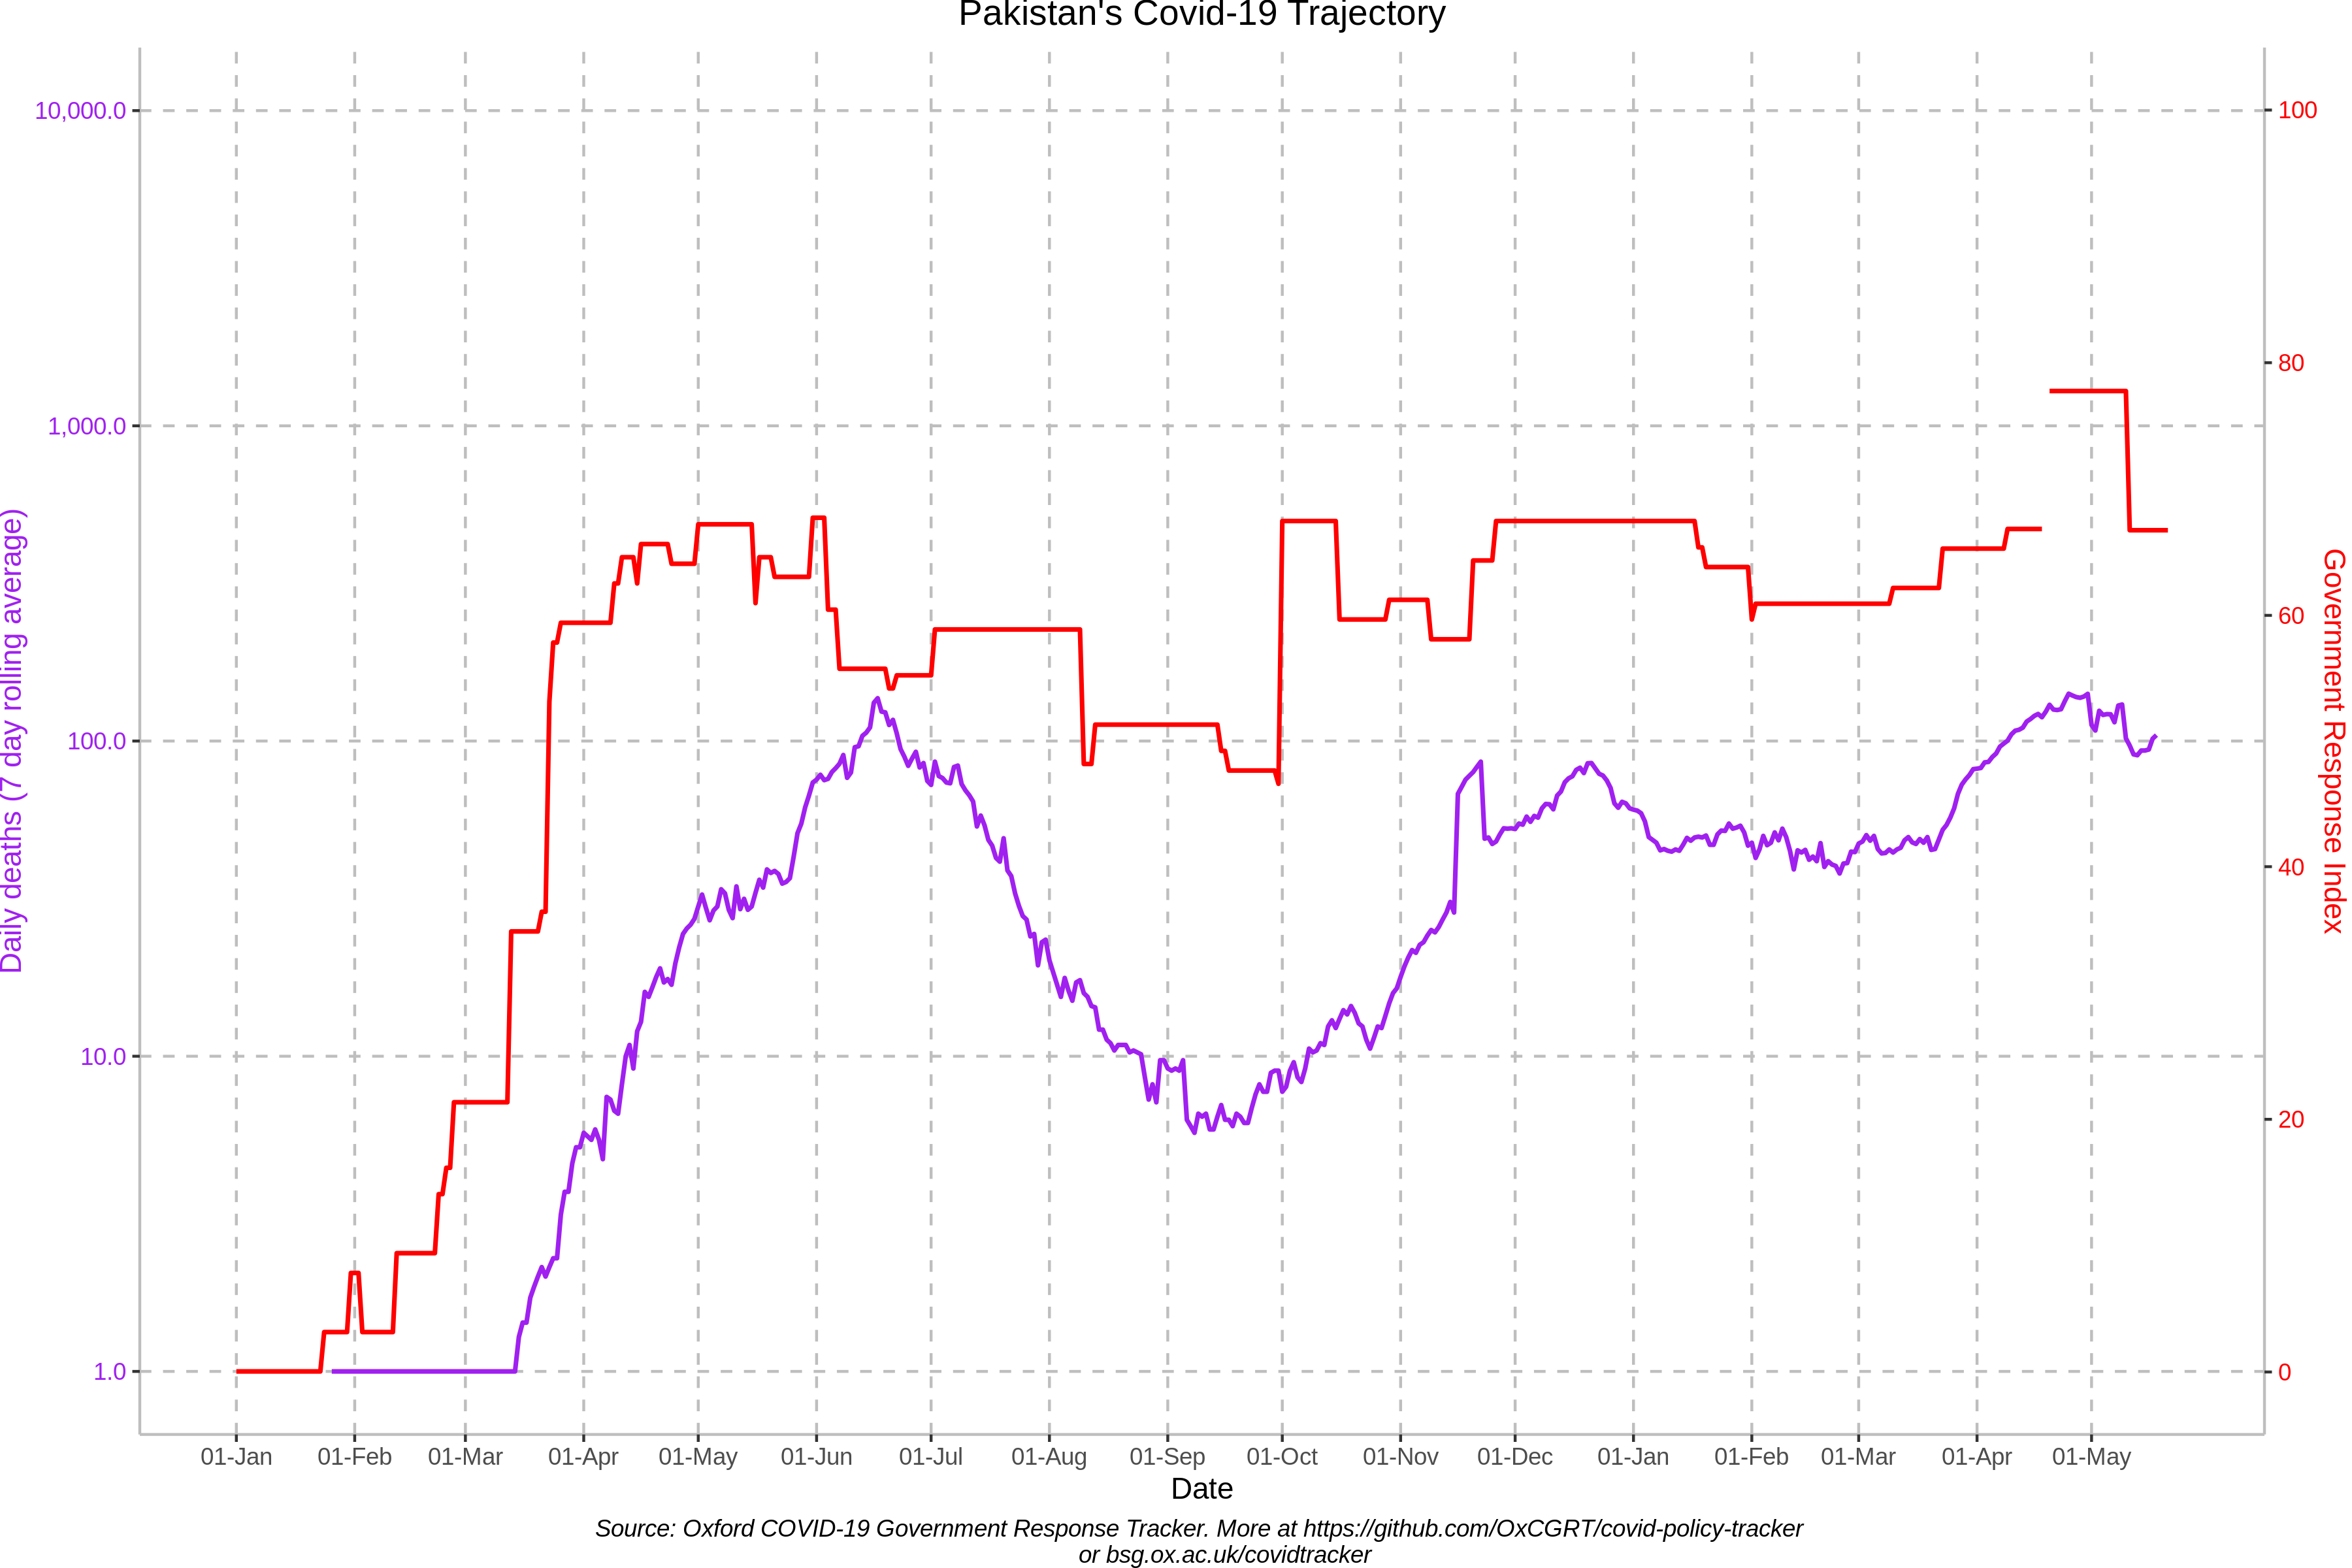 Pakistan's Covid-19 Trajectory
10,000.0
1,000.0
100.0
10.0
1.0
Daily deaths (7 day rolling average)
100
80
60
40
20
0
Government Response Index
01-Jan 01-Feb 01-Mar 01-Apr 01-May 01-Jun 01-Jul 01-Aug 01-Sep 01-Oct 01-Nov 01-Dec 01-Jan 01-Feb 01-Mar 01-Apr 01-May
Date
Source: Oxford COVID-19 Government Response Tracker. More at https://github.com/OxCGRT/covid-policy-tracker
or bsg.ox.ac.uk/covidtracker